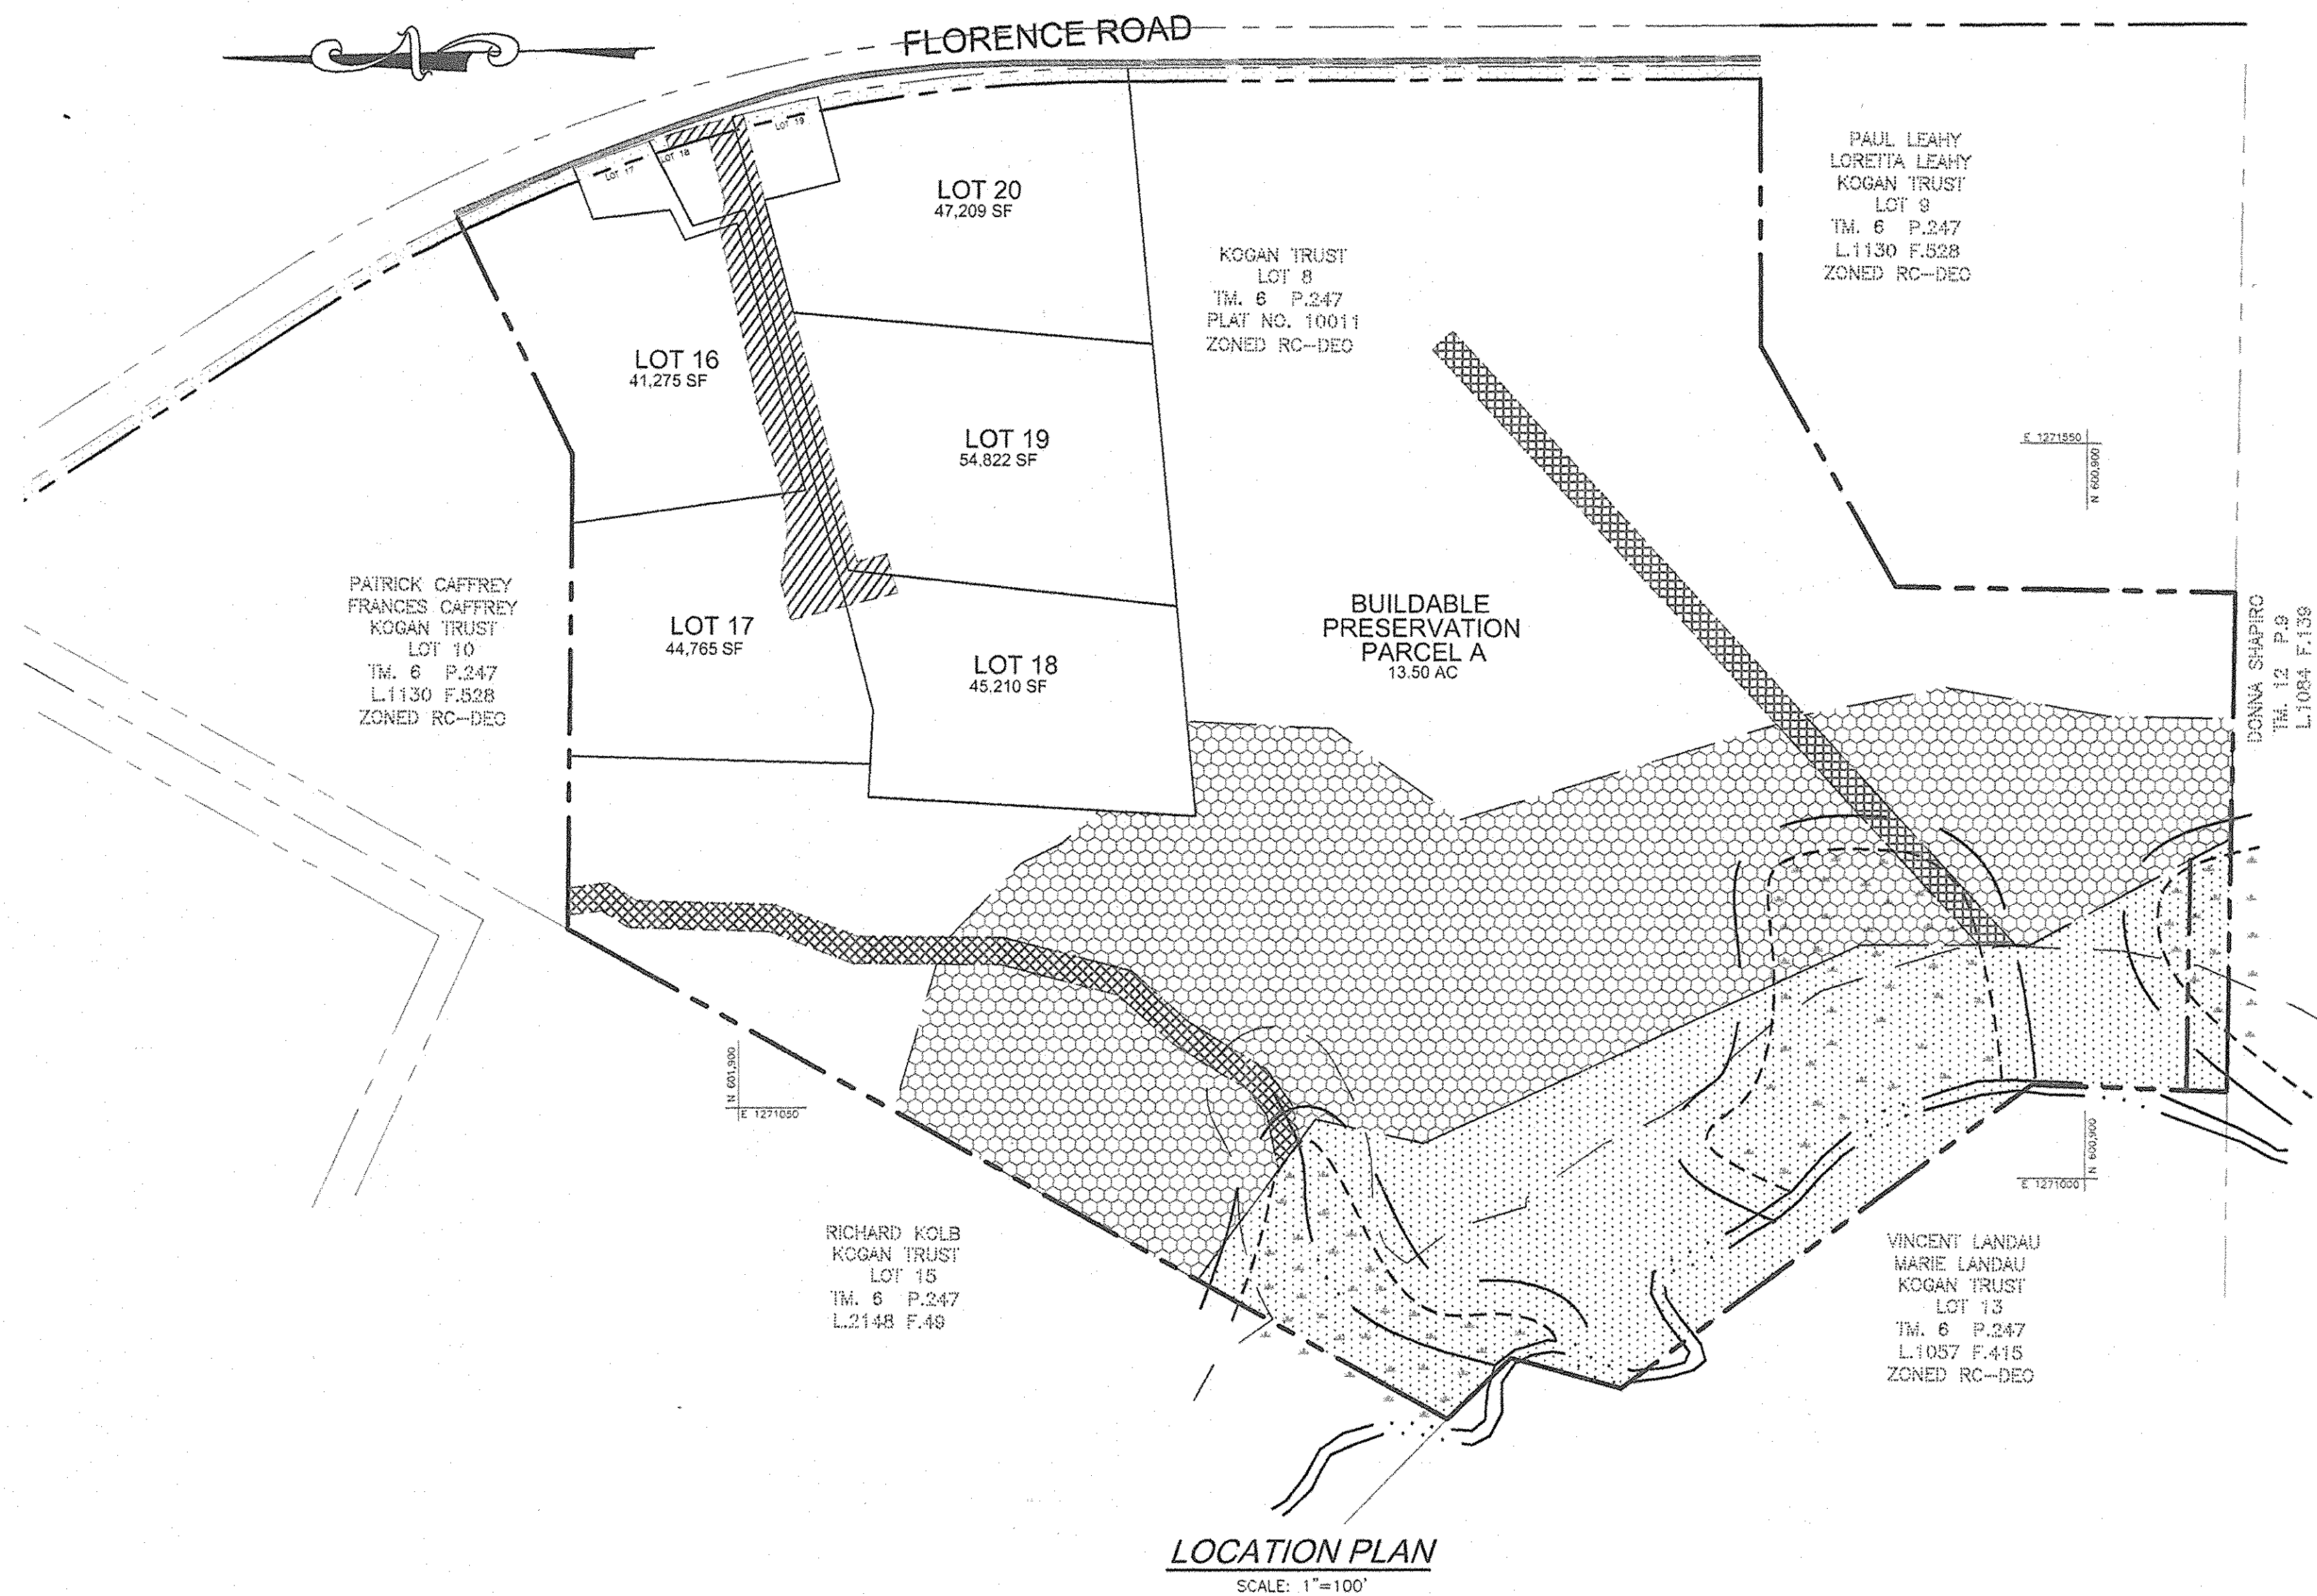 FLORENCE ROAD
LOT 17
LOT 18
LOT 19
LOT 20
47,209 SF
PAUL LEAHY
LORETTA LEAHY
KOGAN TRUST
LOT 9
TM. 6 P.247
L.1130 F.528
ZONED RC-DEO
KOGAN TRUST
LOT 8
TM. 6 P.247
PLAT NO. 10011
ZONED RC-DEO
LOT 16
41,275 SF
LOT 19
54,822 SF
E 1271550
N 600,900
PATRICK CAFFREY
FRANCES CAFFREY
KOGAN TRUST
LOT 10
TM. 6 P.247
L.1130 F.528
ZONED RC-DEO
LOT 17
44,765 SF
LOT 18
45,210 SF
BUILDABLE
PRESERVATION
PARCEL A
13.50 AC
DONNA SHAPIRO
TM. 12 P.9
L.1084 F.139
N 601,900
E 1271050
N 600,900
E 1271000
RICHARD KOLB
KOGAN TRUST
LOT 15
TM. 6 P.247
L.2148 F.49
VINCENT LANDAU
MARIE LANDAU
KOGAN TRUST
LOT 13
TM. 6 P.247
L.1057 F.415
ZONED RC-DEO
LOCATION PLAN
SCALE: 1"=100'